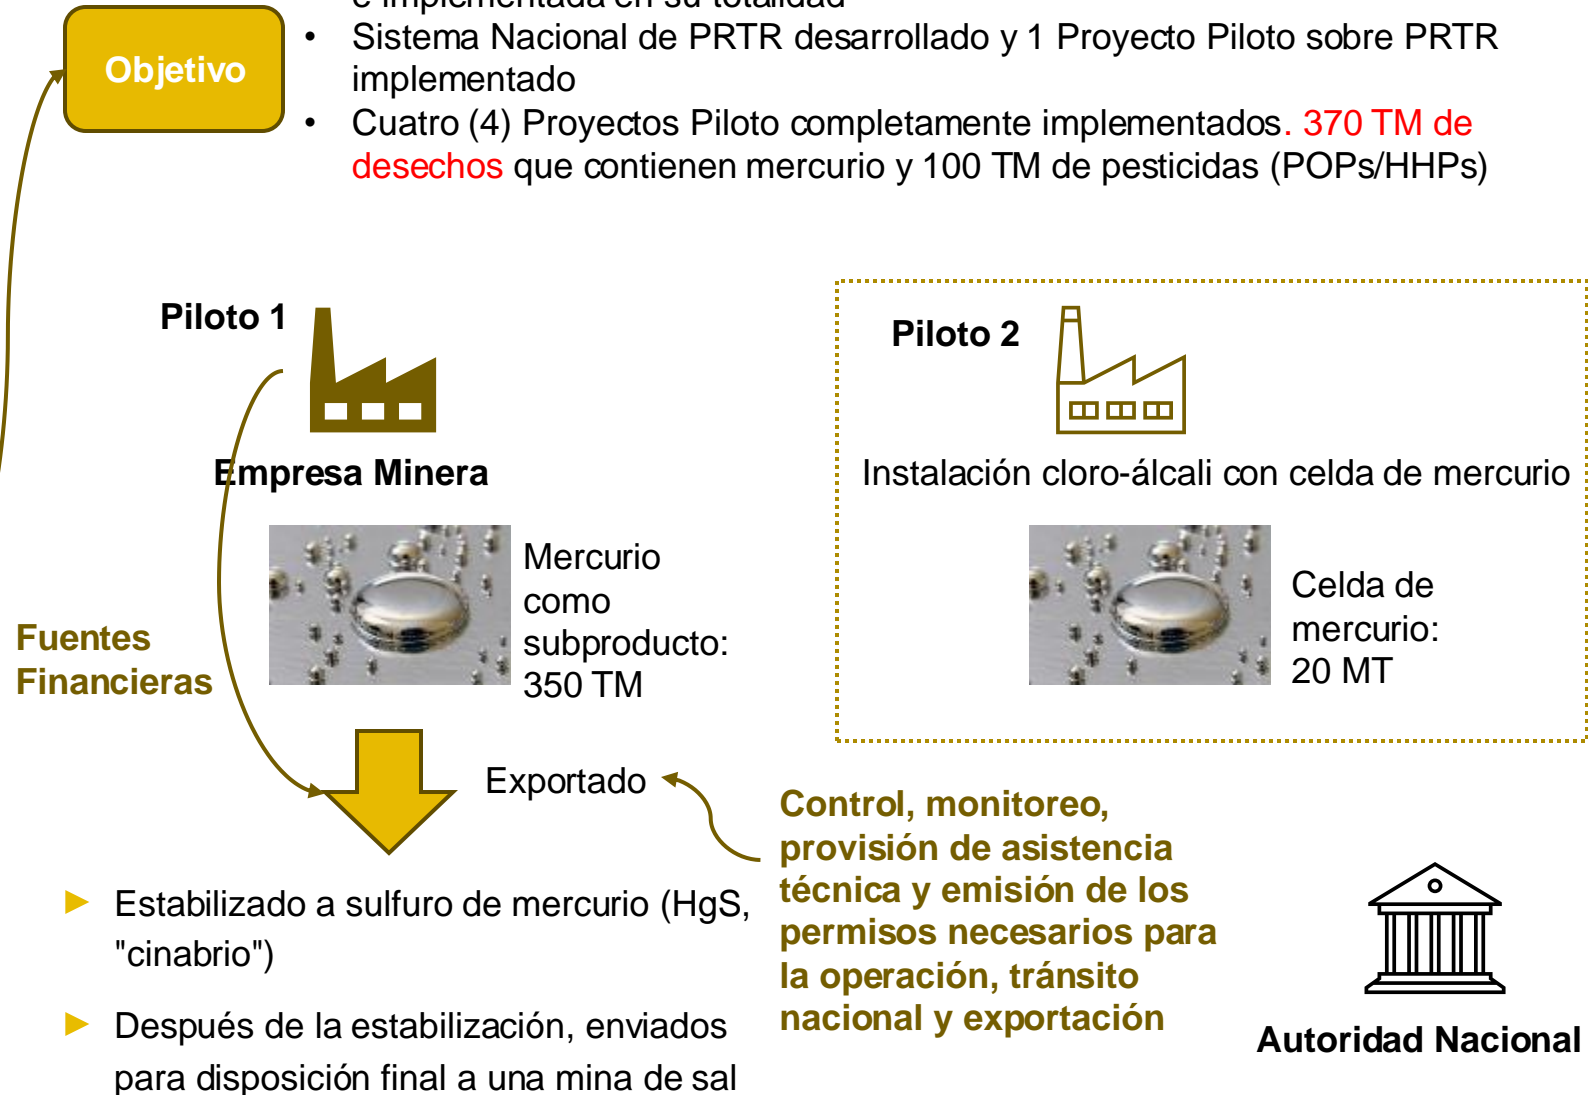 e implementada en su totalidad
Objetivo
• Sistema Nacional de PRTR desarrollado y 1 Proyecto Piloto sobre PRTR
implementado
• Cuatro (4) Proyectos Piloto completamente implementados. 370 TM de
desechos que contienen mercurio y 100 TM de pesticidas (POPs/HHPs)
Piloto 1
Empresa Minera
Mercurio
como
subproducto:
350 TM
Piloto 2
Instalación cloro-álcali con celda de mercurio
Celda de
mercurio:
20 MT
Fuentes
Financieras
Exportado
Control, monitoreo,
provisión de asistencia
técnica y emisión de los
permisos necesarios para
la operación, tránsito
nacional y exportación
Autoridad Nacional
► Estabilizado a sulfuro de mercurio (HgS,
"cinabrio")
► Después de la estabilización, enviados
para disposición final a una mina de sal